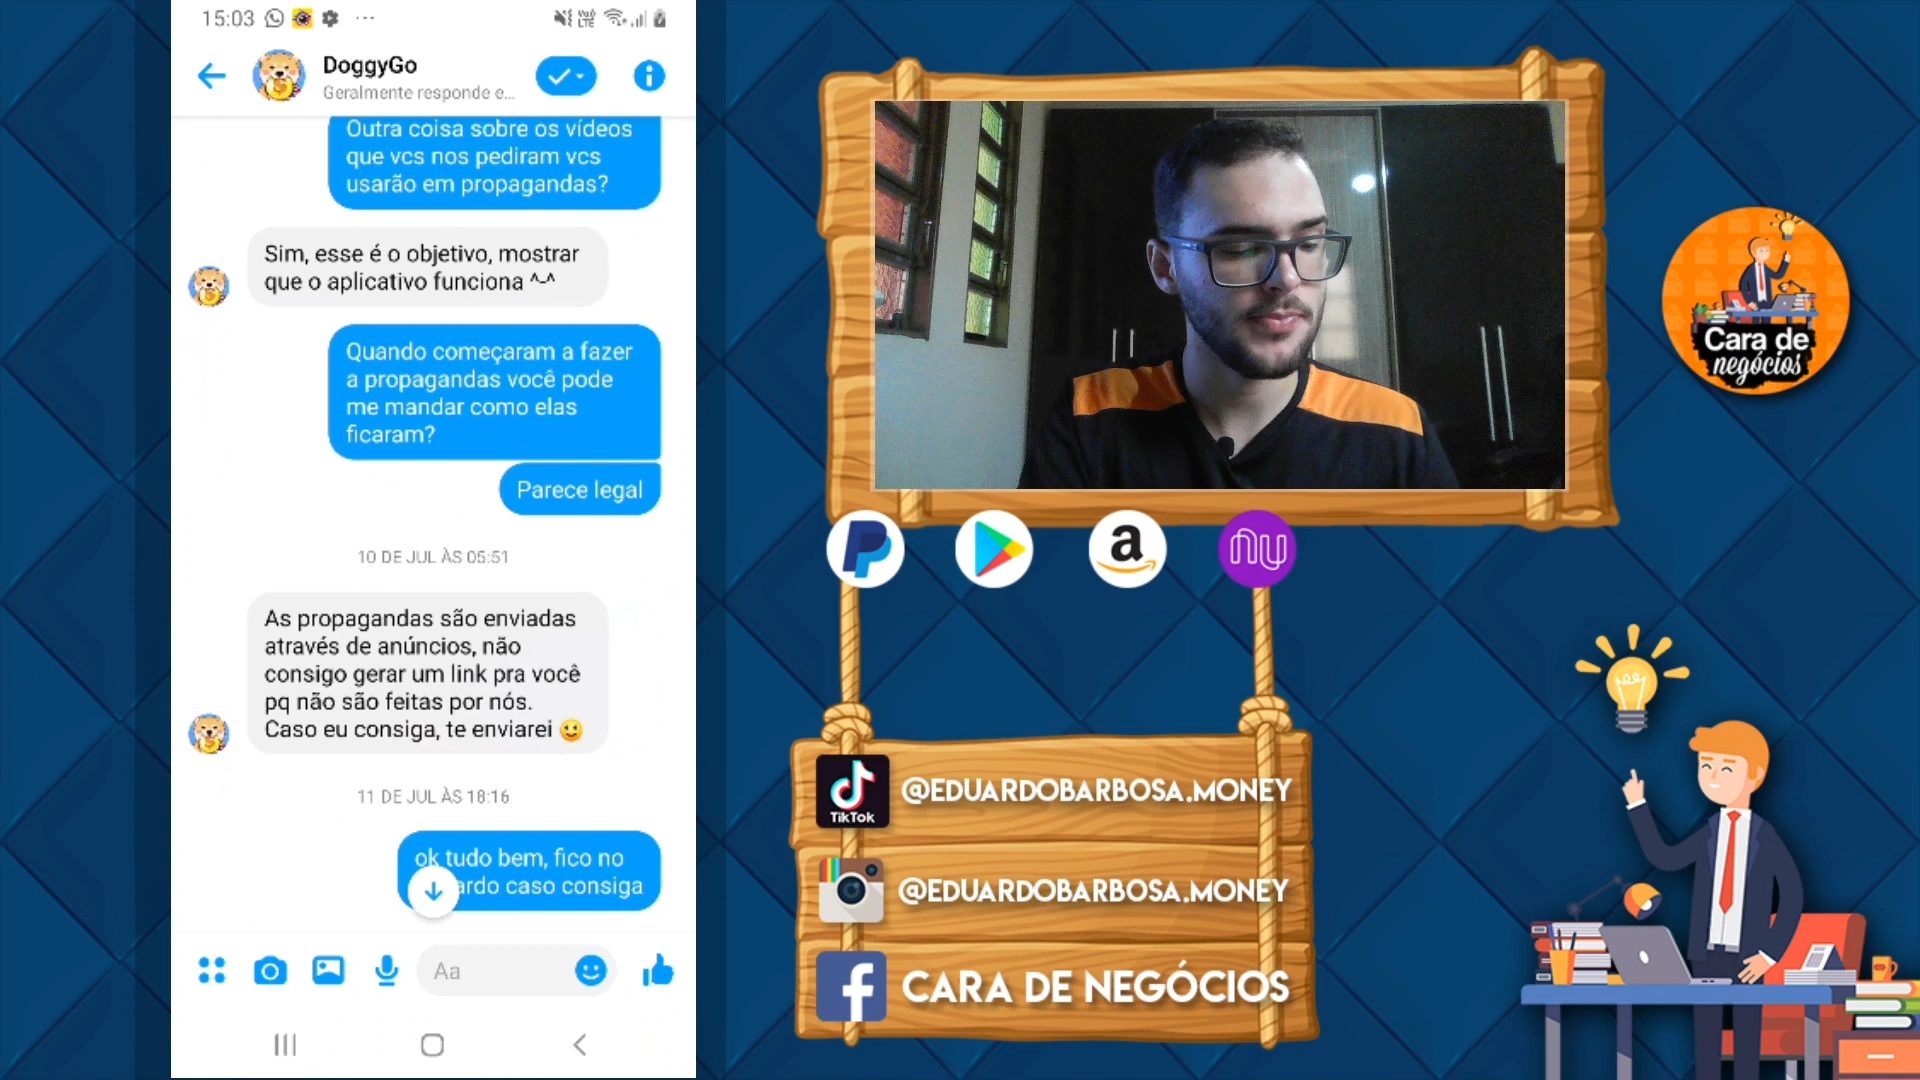 15:03
DoggyGo
Geralmente responde e...
Outra coisa sobre os vídeos
que vcs nos pediram vcs
usarão em propagandas?
Sim, esse é o objetivo, mostrar
que o aplicativo funciona ^-^
Quando começaram a fazer
a propagandas você pode
me mandar como elas
ficaram?
Parece legal
10 DE JUL ÀS 05:51
As propagandas são enviadas
através de anúncios, não
consigo gerar um link pra você
pq não são feitas por nós.
Caso eu consiga, te enviarei 😉
11 DE JUL ÀS 18:16
ok tudo bem, fico no
ardo caso consiga
Aa
Cara de
negócios
a
nu
TikTok
@EDUARDOBARBOSA.MONEY
@EDUARDOBARBOSA.MONEY
CARA DE NEGÓCIOS